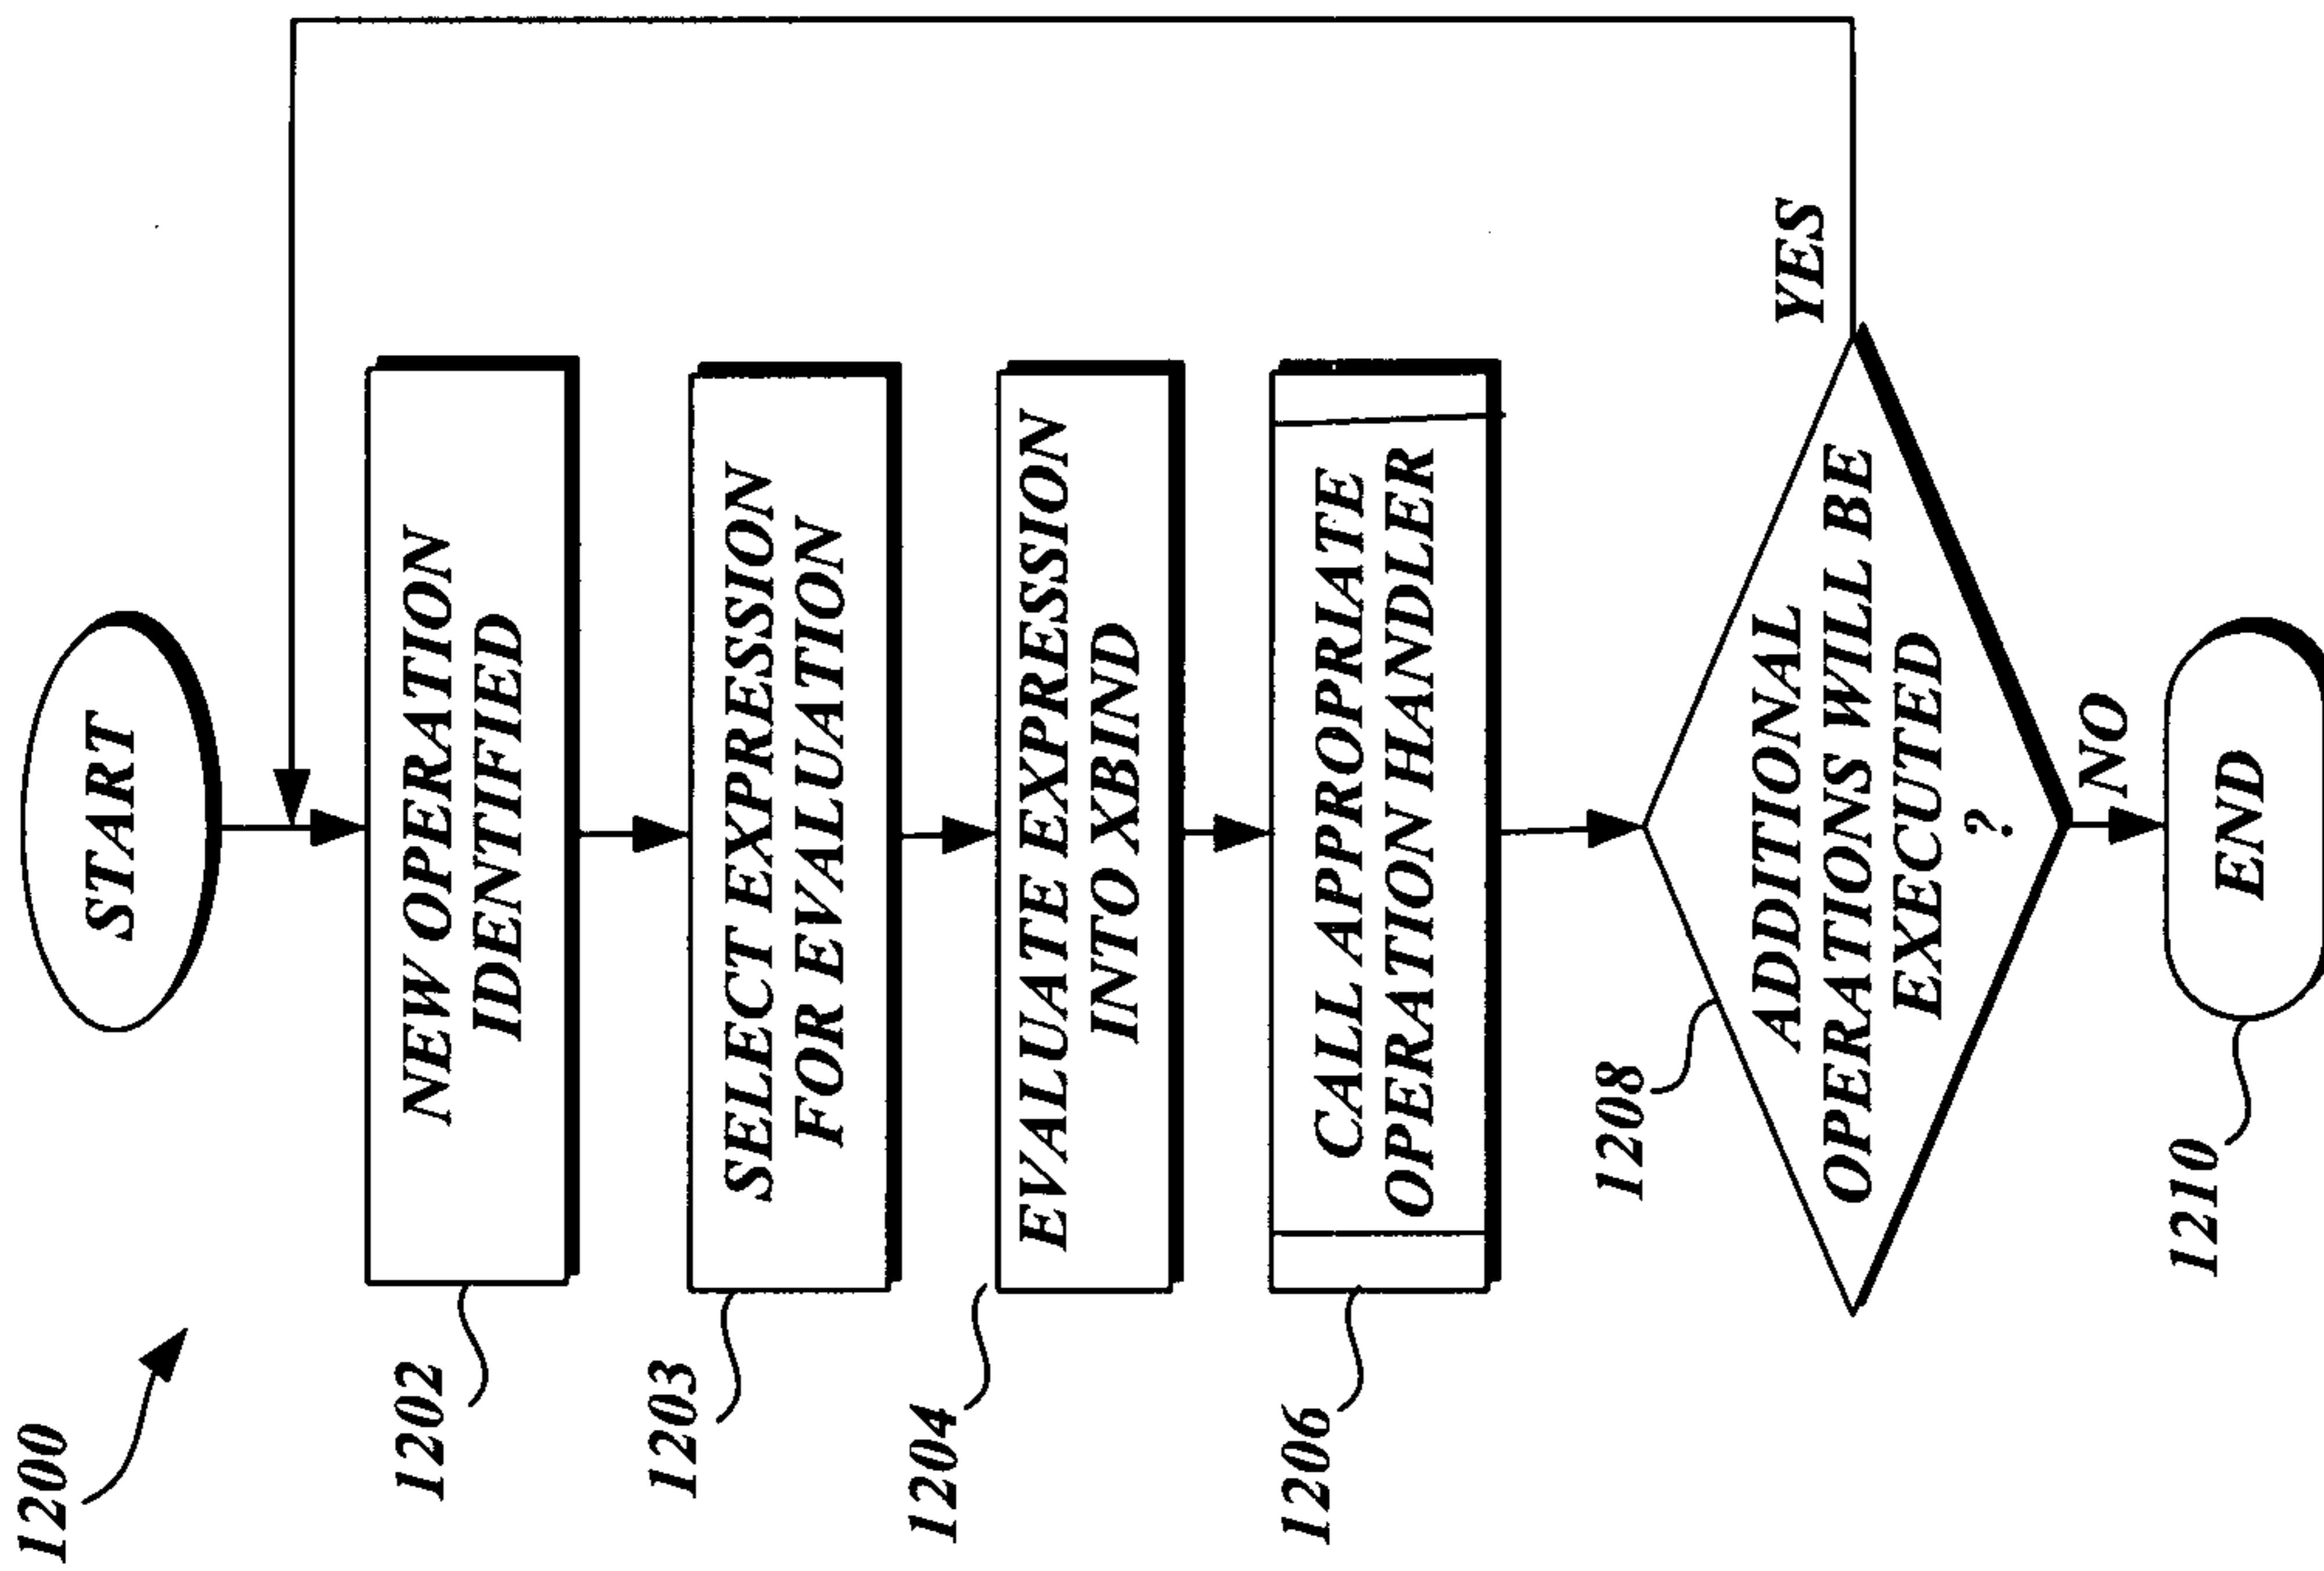 1200
START
1202
NEW OPERATION
IDENTIFIED
1203
SELECT EXPRESSION
FOR EVALUATION
1204
EVALUATE EXPRESSION
INTO XBIND
1206
CALL APPROPRIATE
OPERATION HANDLER
1208
ADDITIONAL
OPERATIONS WILL BE
EXECUTED
?
YES
NO
1210
END